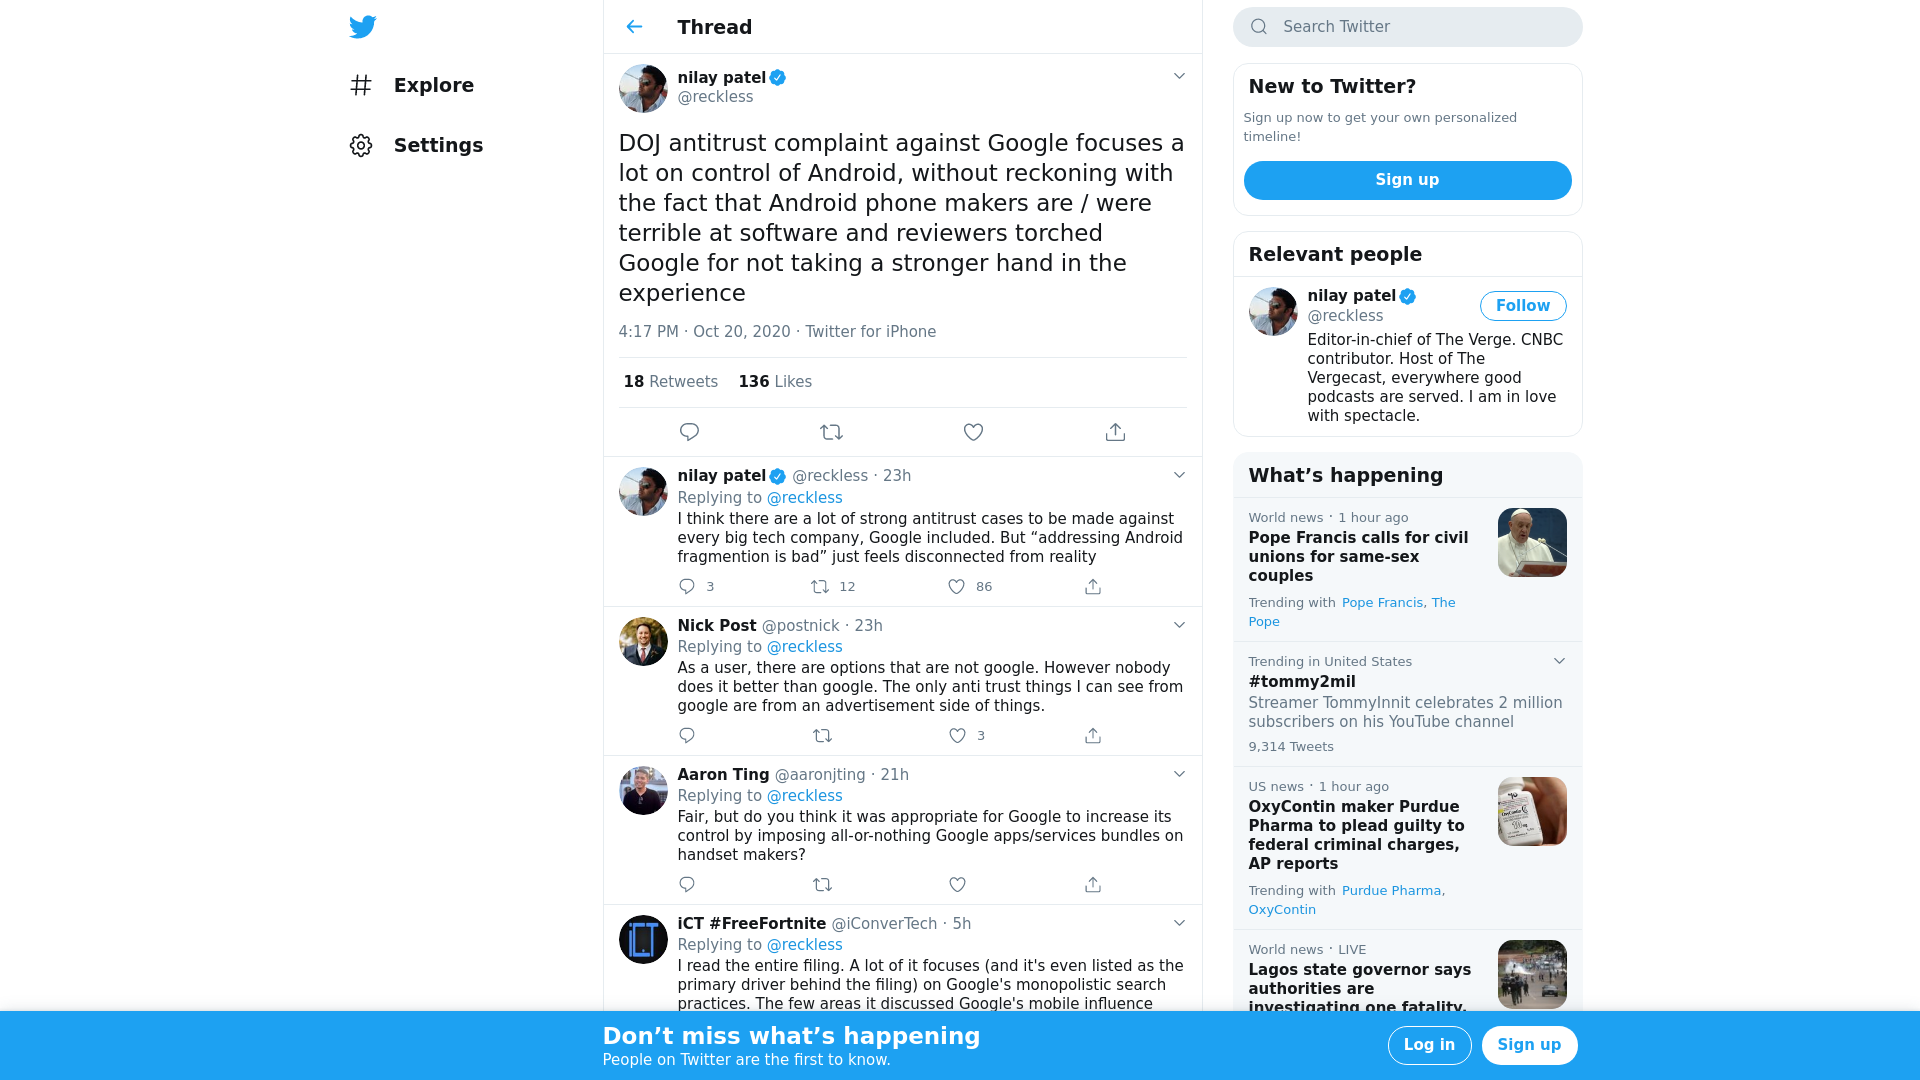 Explore
Settings
Thread
nilay patel
@reckless
DOJ antitrust complaint against Google focuses a
lot on control of Android, without reckoning with
the fact that Android phone makers are / were
terrible at software and reviewers torched
Google for not taking a stronger hand in the
experience
4:17 PM · Oct 20, 2020 · Twitter for iPhone
18 Retweets 136 Likes
nilay patel @reckless · 23h
Replying to @reckless
I think there are a lot of strong antitrust cases to be made against
every big tech company, Google included. But “addressing Android
fragmention is bad” just feels disconnected from reality
3 12 86
Nick Post @postnick · 23h
Replying to @reckless
As a user, there are options that are not google. However nobody
does it better than google. The only anti trust things I can see from
google are from an advertisement side of things.
3
Aaron Ting @aaronjting · 21h
Replying to @reckless
Fair, but do you think it was appropriate for Google to increase its
control by imposing all-or-nothing Google apps/services bundles on
handset makers?
iCT
iCT #FreeFortnite @iConverTech · 5h
Replying to @reckless
I read the entire filing. A lot of it focuses (and it's even listed as the
primary driver behind the filing) on Google's monopolistic search
practices. The few areas it discussed Google's mobile influence
Search Twitter
New to Twitter?
Sign up now to get your own personalized
timeline!
Sign up
Relevant people
nilay patel
@reckless
Follow
Editor-in-chief of The Verge. CNBC
contributor. Host of The
Vergecast, everywhere good
podcasts are served. I am in love
with spectacle.
What’s happening
World news · 1 hour ago
Pope Francis calls for civil
unions for same-sex
couples
Trending with Pope Francis, The
Pope
Trending in United States
#tommy2mil
Streamer TommyInnit celebrates 2 million
subscribers on his YouTube channel
9,314 Tweets
US news · 1 hour ago
OxyContin maker Purdue
Pharma to plead guilty to
federal criminal charges,
AP reports
Trending with Purdue Pharma,
OxyContin
World news · LIVE
Lagos state governor says
authorities are
investigating one fatality,
Don’t miss what’s happening
People on Twitter are the first to know.
Log in
Sign up